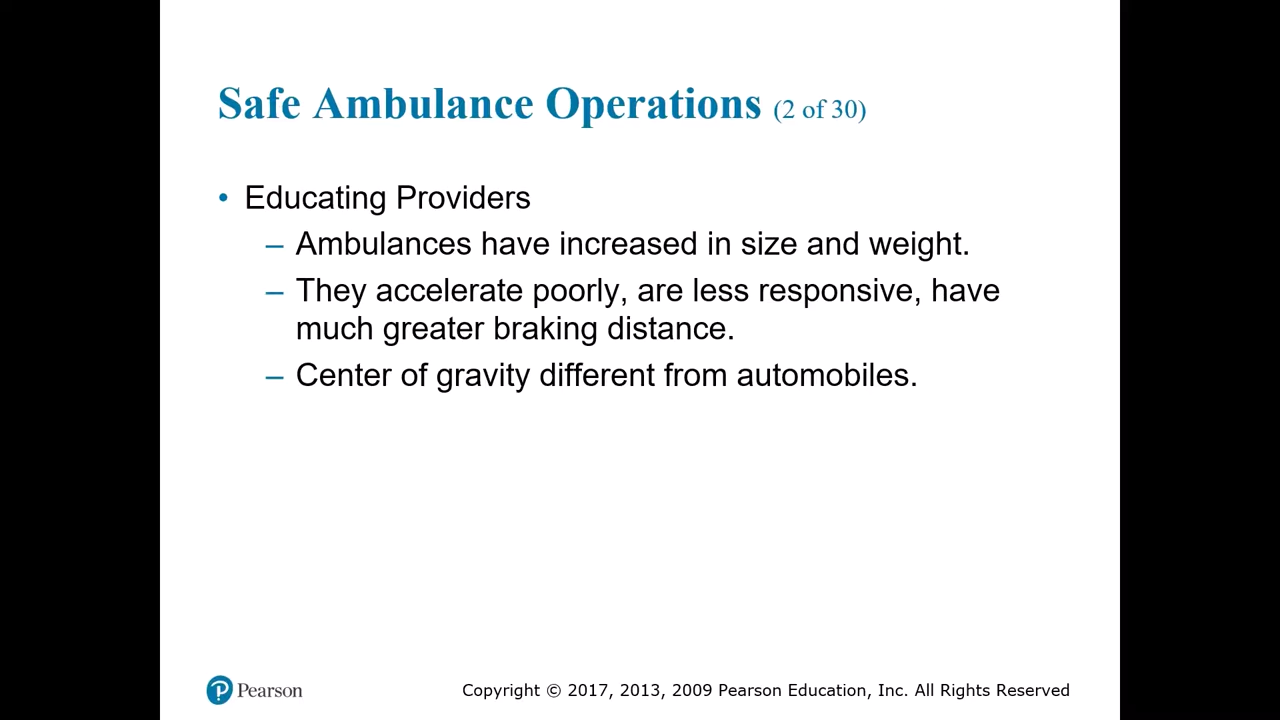 Safe Ambulance Operations (2 of 30)
• Educating Providers
– Ambulances have increased in size and weight.
– They accelerate poorly, are less responsive, have
much greater braking distance.
– Center of gravity different from automobiles.
Pearson
Copyright © 2017, 2013, 2009 Pearson Education, Inc. All Rights Reserved